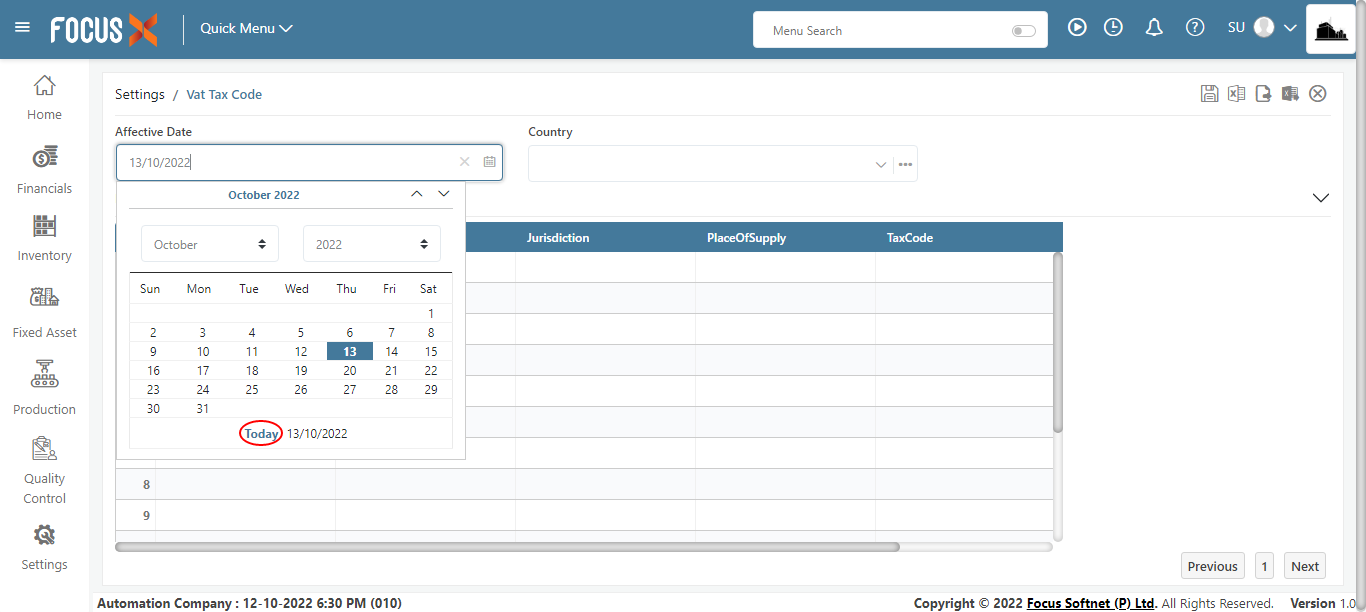 FOCUS X Quick Menu Menu Search SU
Home
Financials
Inventory
Fixed Asset
Production
Quality
Control
Settings
Settings / Vat Tax Code
Affective Date Country
13/10/2022
October 2022
October 2022
Sun Mon Tue Wed Thu Fri Sat
1
2 3 4 5 6 7 8
9 10 11 12 13 14 15
16 17 18 19 20 21 22
23 24 25 26 27 28 29
30 31
Today 13/10/2022
Jurisdiction PlaceOfSupply TaxCode
8
9
Previous 1 Next
Automation Company : 12-10-2022 6:30 PM (010) Copyright © 2022 Focus Softnet (P) Ltd. All Rights Reserved. Version 1.0